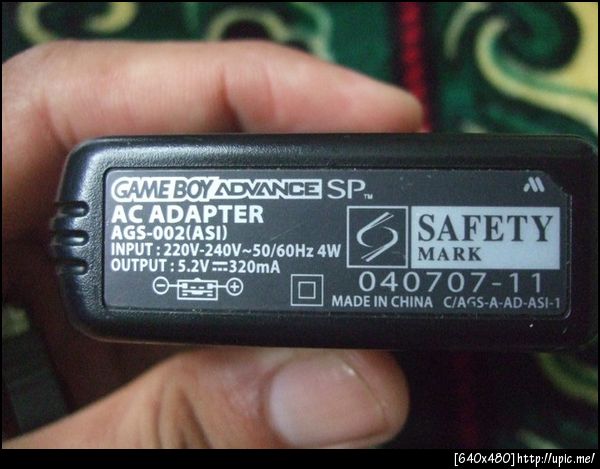 GAME BOY ADVANCE SP™
AC ADAPTER
AGS-002(ASI)
INPUT : 220V-240V~50/60Hz 4W
OUTPUT : 5.2V⎓320mA
SAFETY
MARK
040707-11
MADE IN CHINA C/AGS-A-AD-ASI-1
[640x480]http://upic.me/